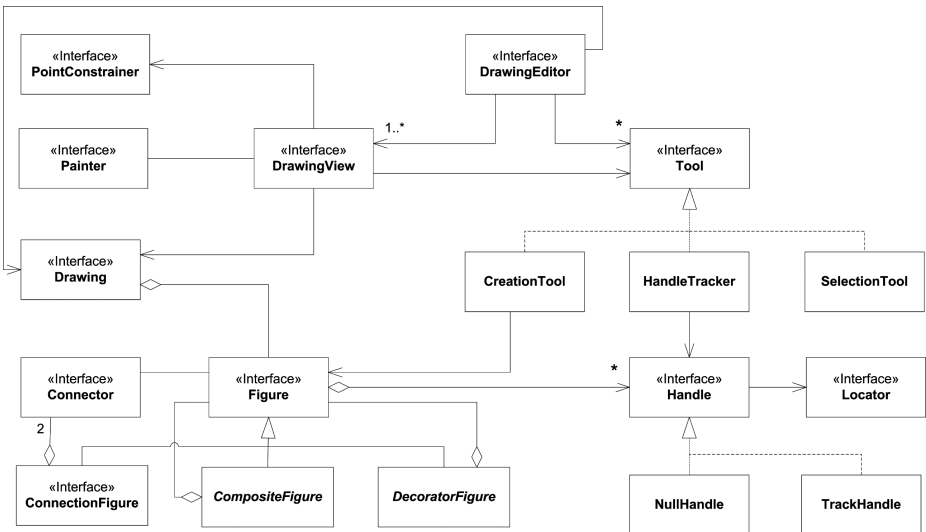 «Interface»
PointConstrainer
«Interface»
DrawingEditor
1..*
*
«Interface»
Painter
«Interface»
DrawingView
«Interface»
Tool
«Interface»
Drawing
CreationTool
HandleTracker
SelectionTool
*
«Interface»
Connector
«Interface»
Figure
«Interface»
Handle
«Interface»
Locator
2
«Interface»
ConnectionFigure
CompositeFigure
DecoratorFigure
NullHandle
TrackHandle